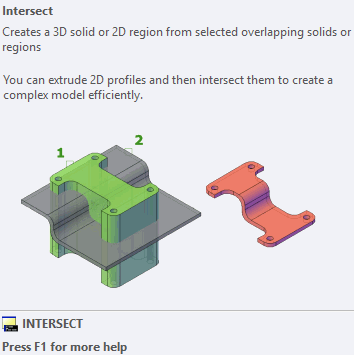 Intersect
Creates a 3D solid or 2D region from selected overlapping solids or
regions
You can extrude 2D profiles and then intersect them to create a
complex model efficiently.
1
2
INTERSECT
Press F1 for more help